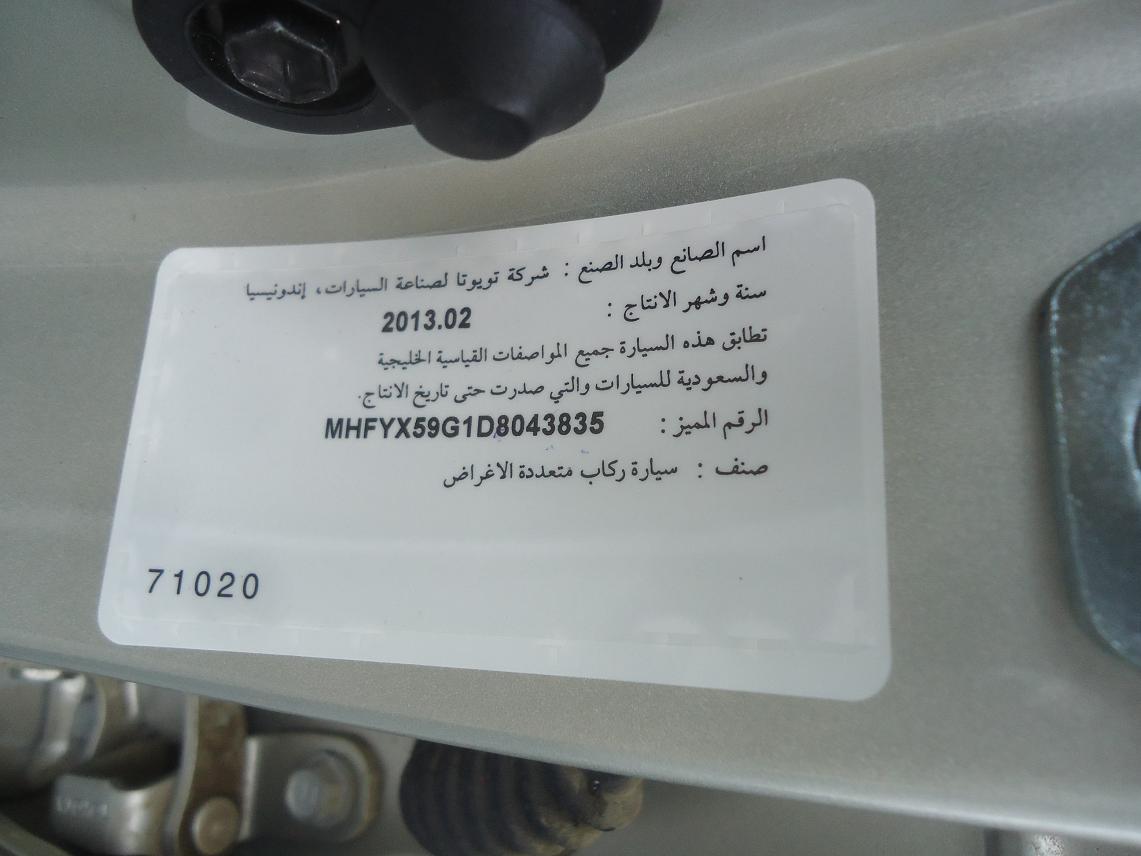 اسم الصانع وبلد الصنع : شركة تويوتا لصناعة السيارات، إندونيسيا
سنة وشهر الانتاج : 2013.02
تطابق هذه السيارة جميع المواصفات القياسية الخليجية
والسعودية للسيارات والتي صدرت حتى تاريخ الانتاج.
الرقم المميز : MHFYX59G1D8043835
صنف : سيارة ركاب متعددة الاغراض
71020